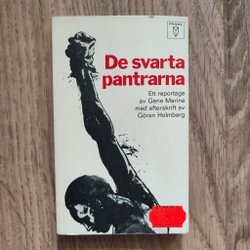 De svarta
pantrarna
Ett reportage
av Gene Marine
med efterskrift av
Göran Holmberg